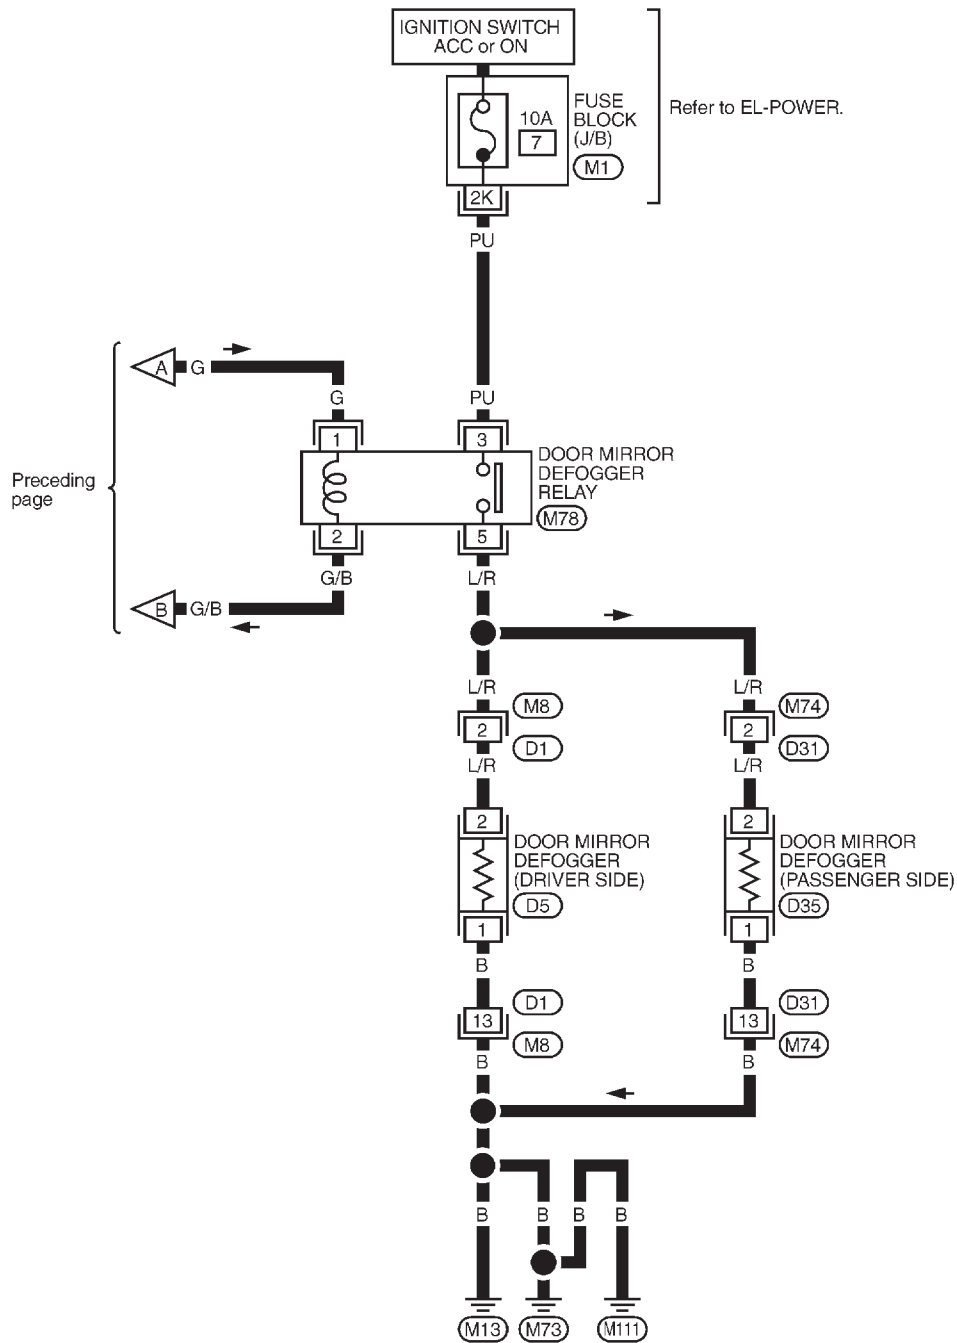 IGNITION SWITCH
ACC or ON
10A
7
FUSE
BLOCK
(J/B)
M1
Refer to EL-POWER.
2K
PU
A
G
G
PU
1
3
Preceding
page
DOOR MIRROR
DEFOGGER
RELAY
M78
2
5
G/B
L/R
B
G/B
L/R
L/R
M8
M74
2
2
D1
D31
L/R
L/R
2
2
DOOR MIRROR
DEFOGGER
(DRIVER SIDE)
D5
DOOR MIRROR
DEFOGGER
(PASSENGER SIDE)
D35
1
1
B
B
D1
D31
13
13
M8
M74
B
B
B
B
B
B
M13
M73
M111